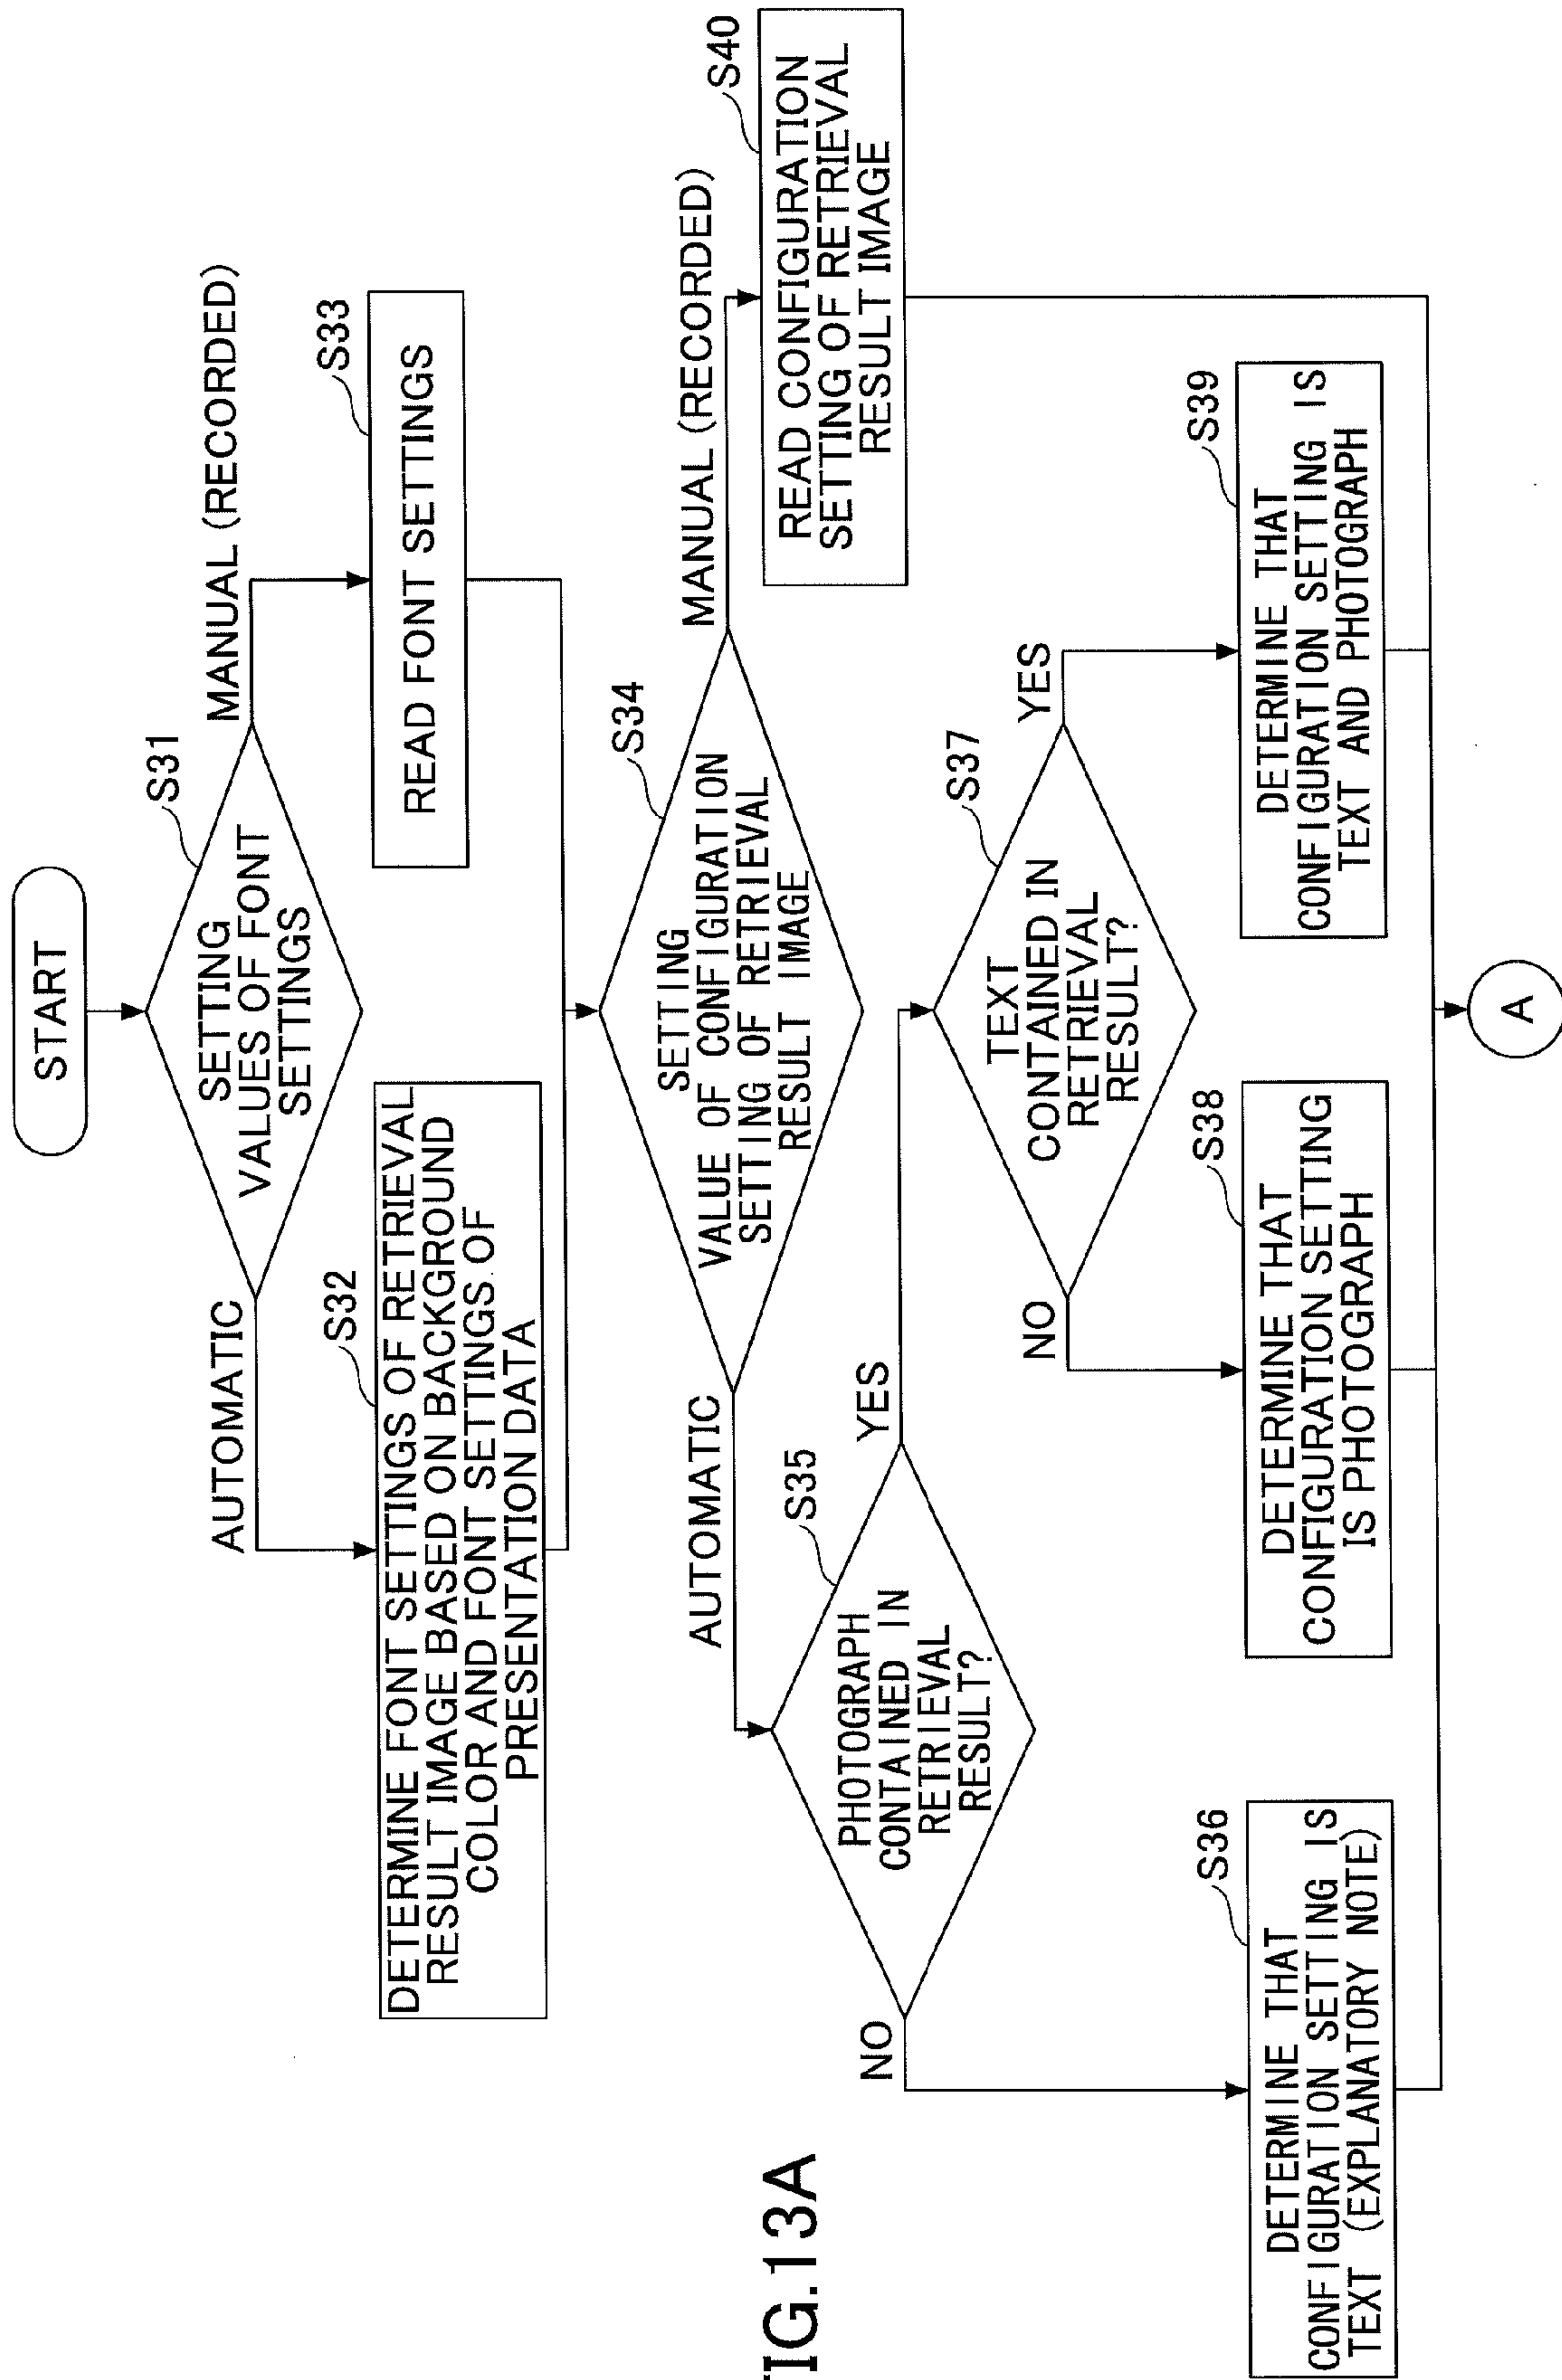 START
S31
SETTING
VALUES OF FONT
SETTINGS
AUTOMATIC
MANUAL (RECORDED)
S32
DETERMINE FONT SETTINGS OF RETRIEVAL
RESULT IMAGE BASED ON BACKGROUND
COLOR AND FONT SETTINGS OF
PRESENTATION DATA
S33
READ FONT SETTINGS
S34
SETTING
VALUE OF CONFIGURATION
SETTING OF RETRIEVAL
RESULT IMAGE
AUTOMATIC
MANUAL (RECORDED)
S35
PHOTOGRAPH
CONTAINED IN
RETRIEVAL
RESULT?
NO
YES
S40
READ CONFIGURATION
SETTING OF RETRIEVAL
RESULT IMAGE
S37
TEXT
CONTAINED IN
RETRIEVAL
RESULT?
NO
YES
S36
DETERMINE THAT
CONFIGURATION SETTING IS
TEXT (EXPLANATORY NOTE)
S38
DETERMINE THAT
CONFIGURATION SETTING
IS PHOTOGRAPH
S39
DETERMINE THAT
CONFIGURATION SETTING IS
TEXT AND PHOTOGRAPH
A
FIG.13A